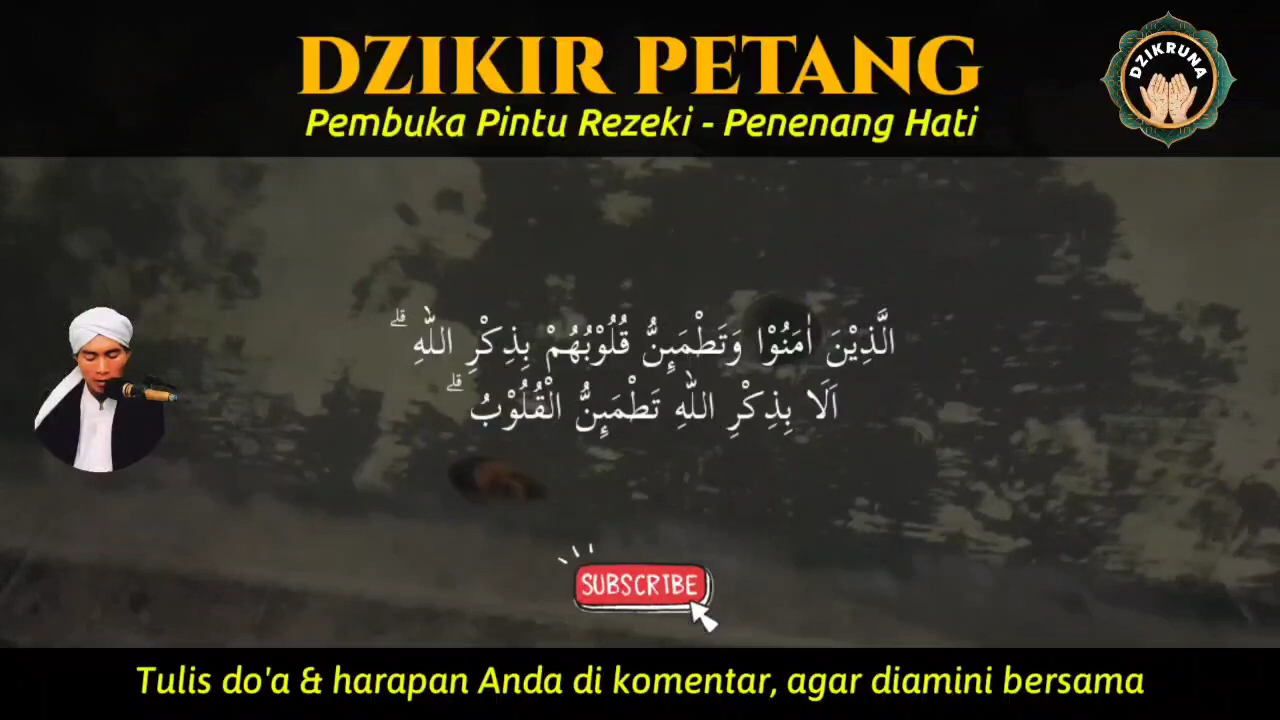 DZIKIR PETANG
Pembuka Pintu Rezeki - Penenang Hati
DZIKRUNA
الَّذِيْنَ اٰمَنُوْا وَتَطْمَىِٕنُّ قُلُوْبُهُمْ بِذِكْرِ اللّٰهِ ۗ
اَلَا بِذِكْرِ اللّٰهِ تَطْمَىِٕنُّ الْقُلُوْبُ ۗ
SUBSCRIBE
Tulis do'a & harapan Anda di komentar, agar diamini bersama